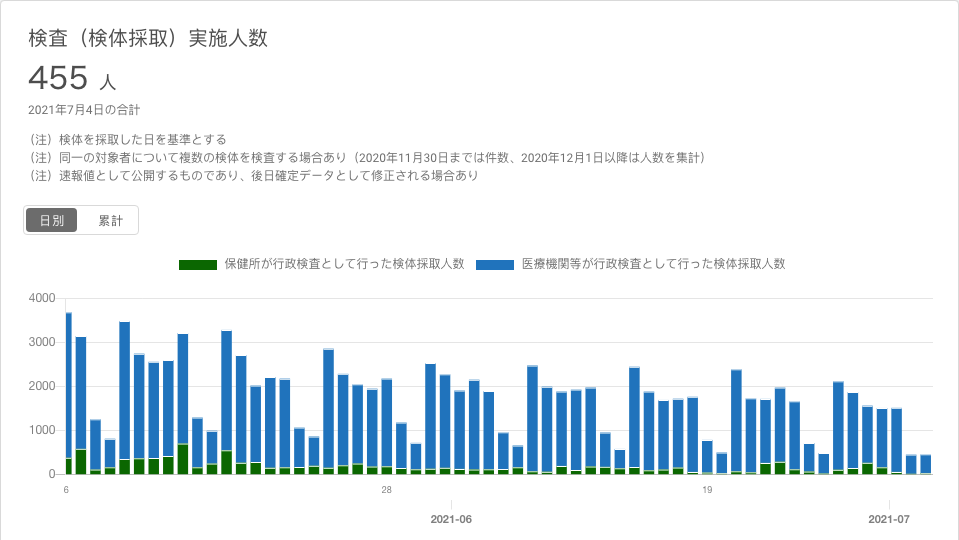 検査（検体採取）実施人数
455 人
2021年7月4日の合計
（注）検体を採取した日を基準とする
（注）同一の対象者について複数の検体を検査する場合あり（2020年11月30日までは件数、2020年12月1日以降は人数を集計）
（注）速報値として公開するものであり、後日確定データとして修正される場合あり
日別 累計
保健所が行政検査として行った検体採取人数 医療機関等が行政検査として行った検体採取人数
4000
3000
2000
1000
0
6 28 19
2021-06 2021-07